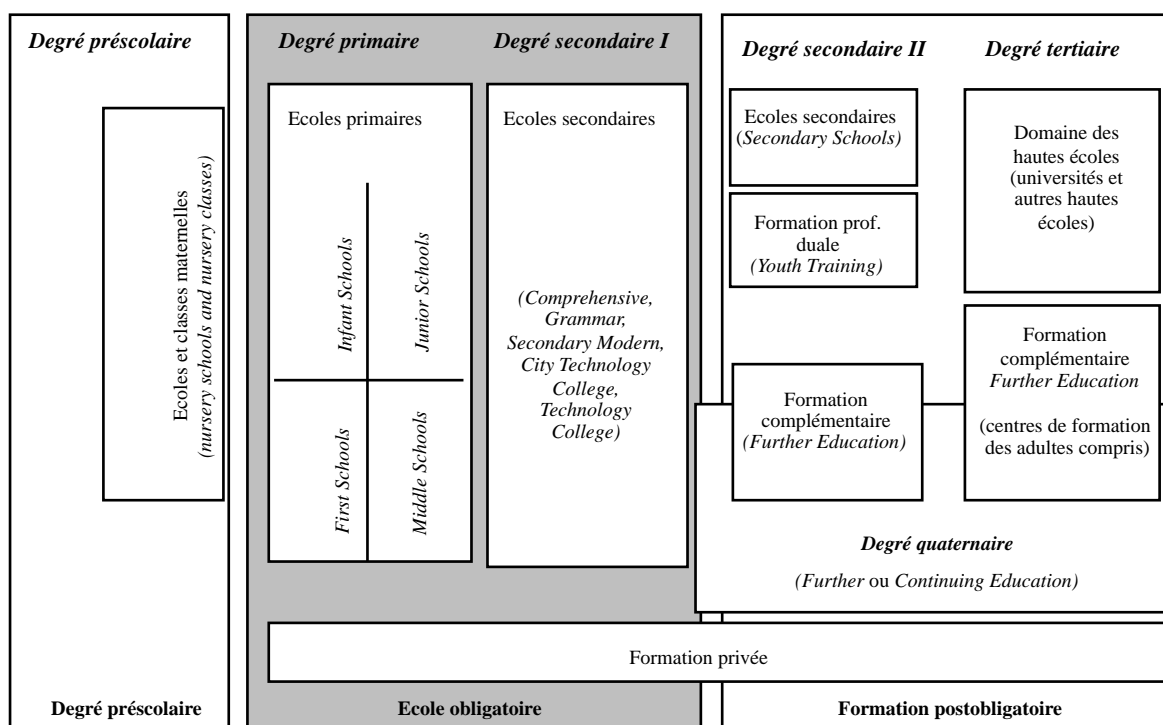 Degré préscolaire
Ecoles et classes maternelles
(nursery schools and nursery classes)
Degré préscolaire
Degré primaire
Ecoles primaires
Infant Schools
Junior Schools
First Schools
Middle Schools
Degré secondaire I
Ecoles secondaires
(Comprehensive,
Grammar,
Secondary Modern,
City Technology
College,
Technology
College)
Ecole obligatoire
Degré secondaire II
Ecoles secondaires
(Secondary Schools)
Formation prof.
duale
(Youth Training)
Formation
complémentaire
(Further Education)
Degré tertiaire
Domaine des
hautes écoles
(universités et
autres hautes
écoles)
Formation
complémentaire
Further Education
(centres de formation
des adultes compris)
Degré quaternaire
(Further ou Continuing Education)
Formation privée
Formation postobligatoire